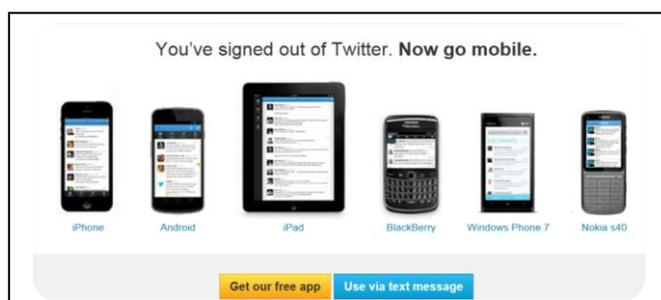 You've signed out of Twitter. Now go mobile.
iPhone Android iPad BlackBerry Windows Phone 7 Nokia s40
Get our free app Use via text message